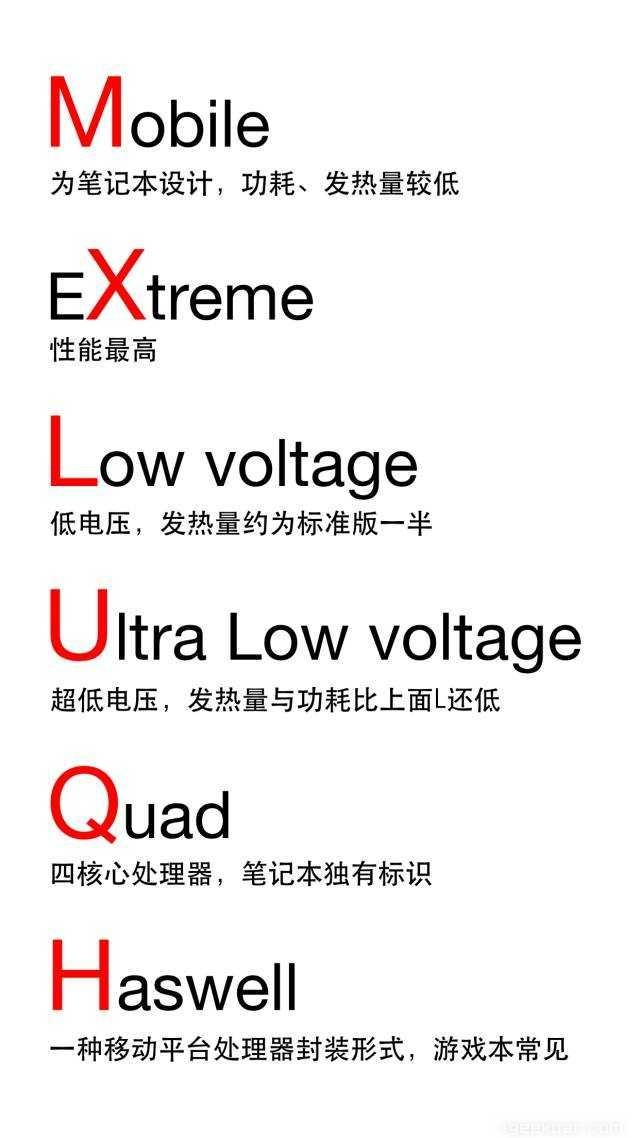 Mobile
为笔记本设计，功耗、发热量较低
EXtreme
性能最高
Low voltage
低电压，发热量约为标准版一半
Ultra Low voltage
超低电压，发热量与功耗比上面L还低
Quad
四核心处理器，笔记本独有标识
Haswell
一种移动平台处理器封装形式，游戏本常见